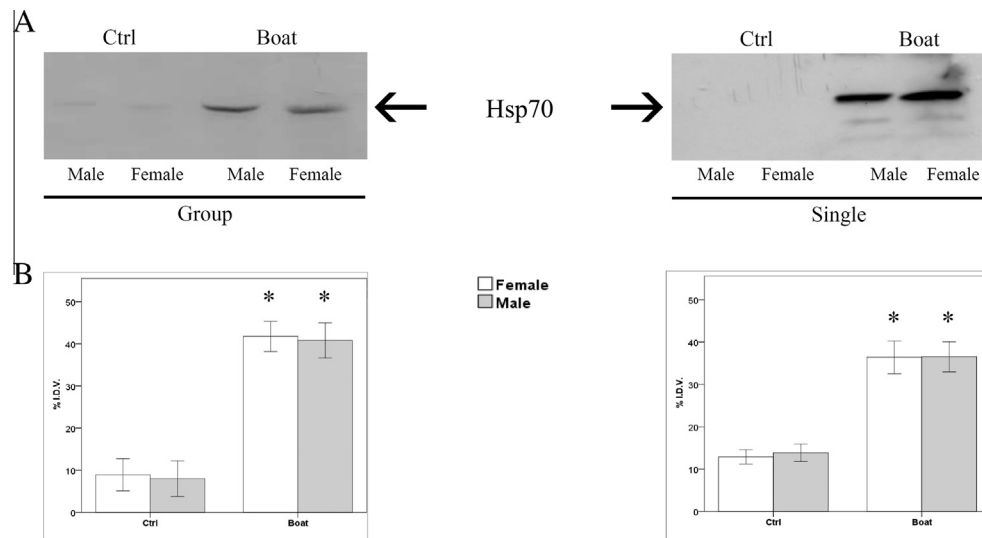 A
Ctrl Boat
Male Female Male Female
Group
Hsp70
Ctrl Boat
Male Female Male Female
Single
B
% I.D.V.
50
40
30
20
10
0
* *
Ctrl Boat
Female
Male
% I.D.V.
50
40
30
20
10
0
* *
Ctrl Boat